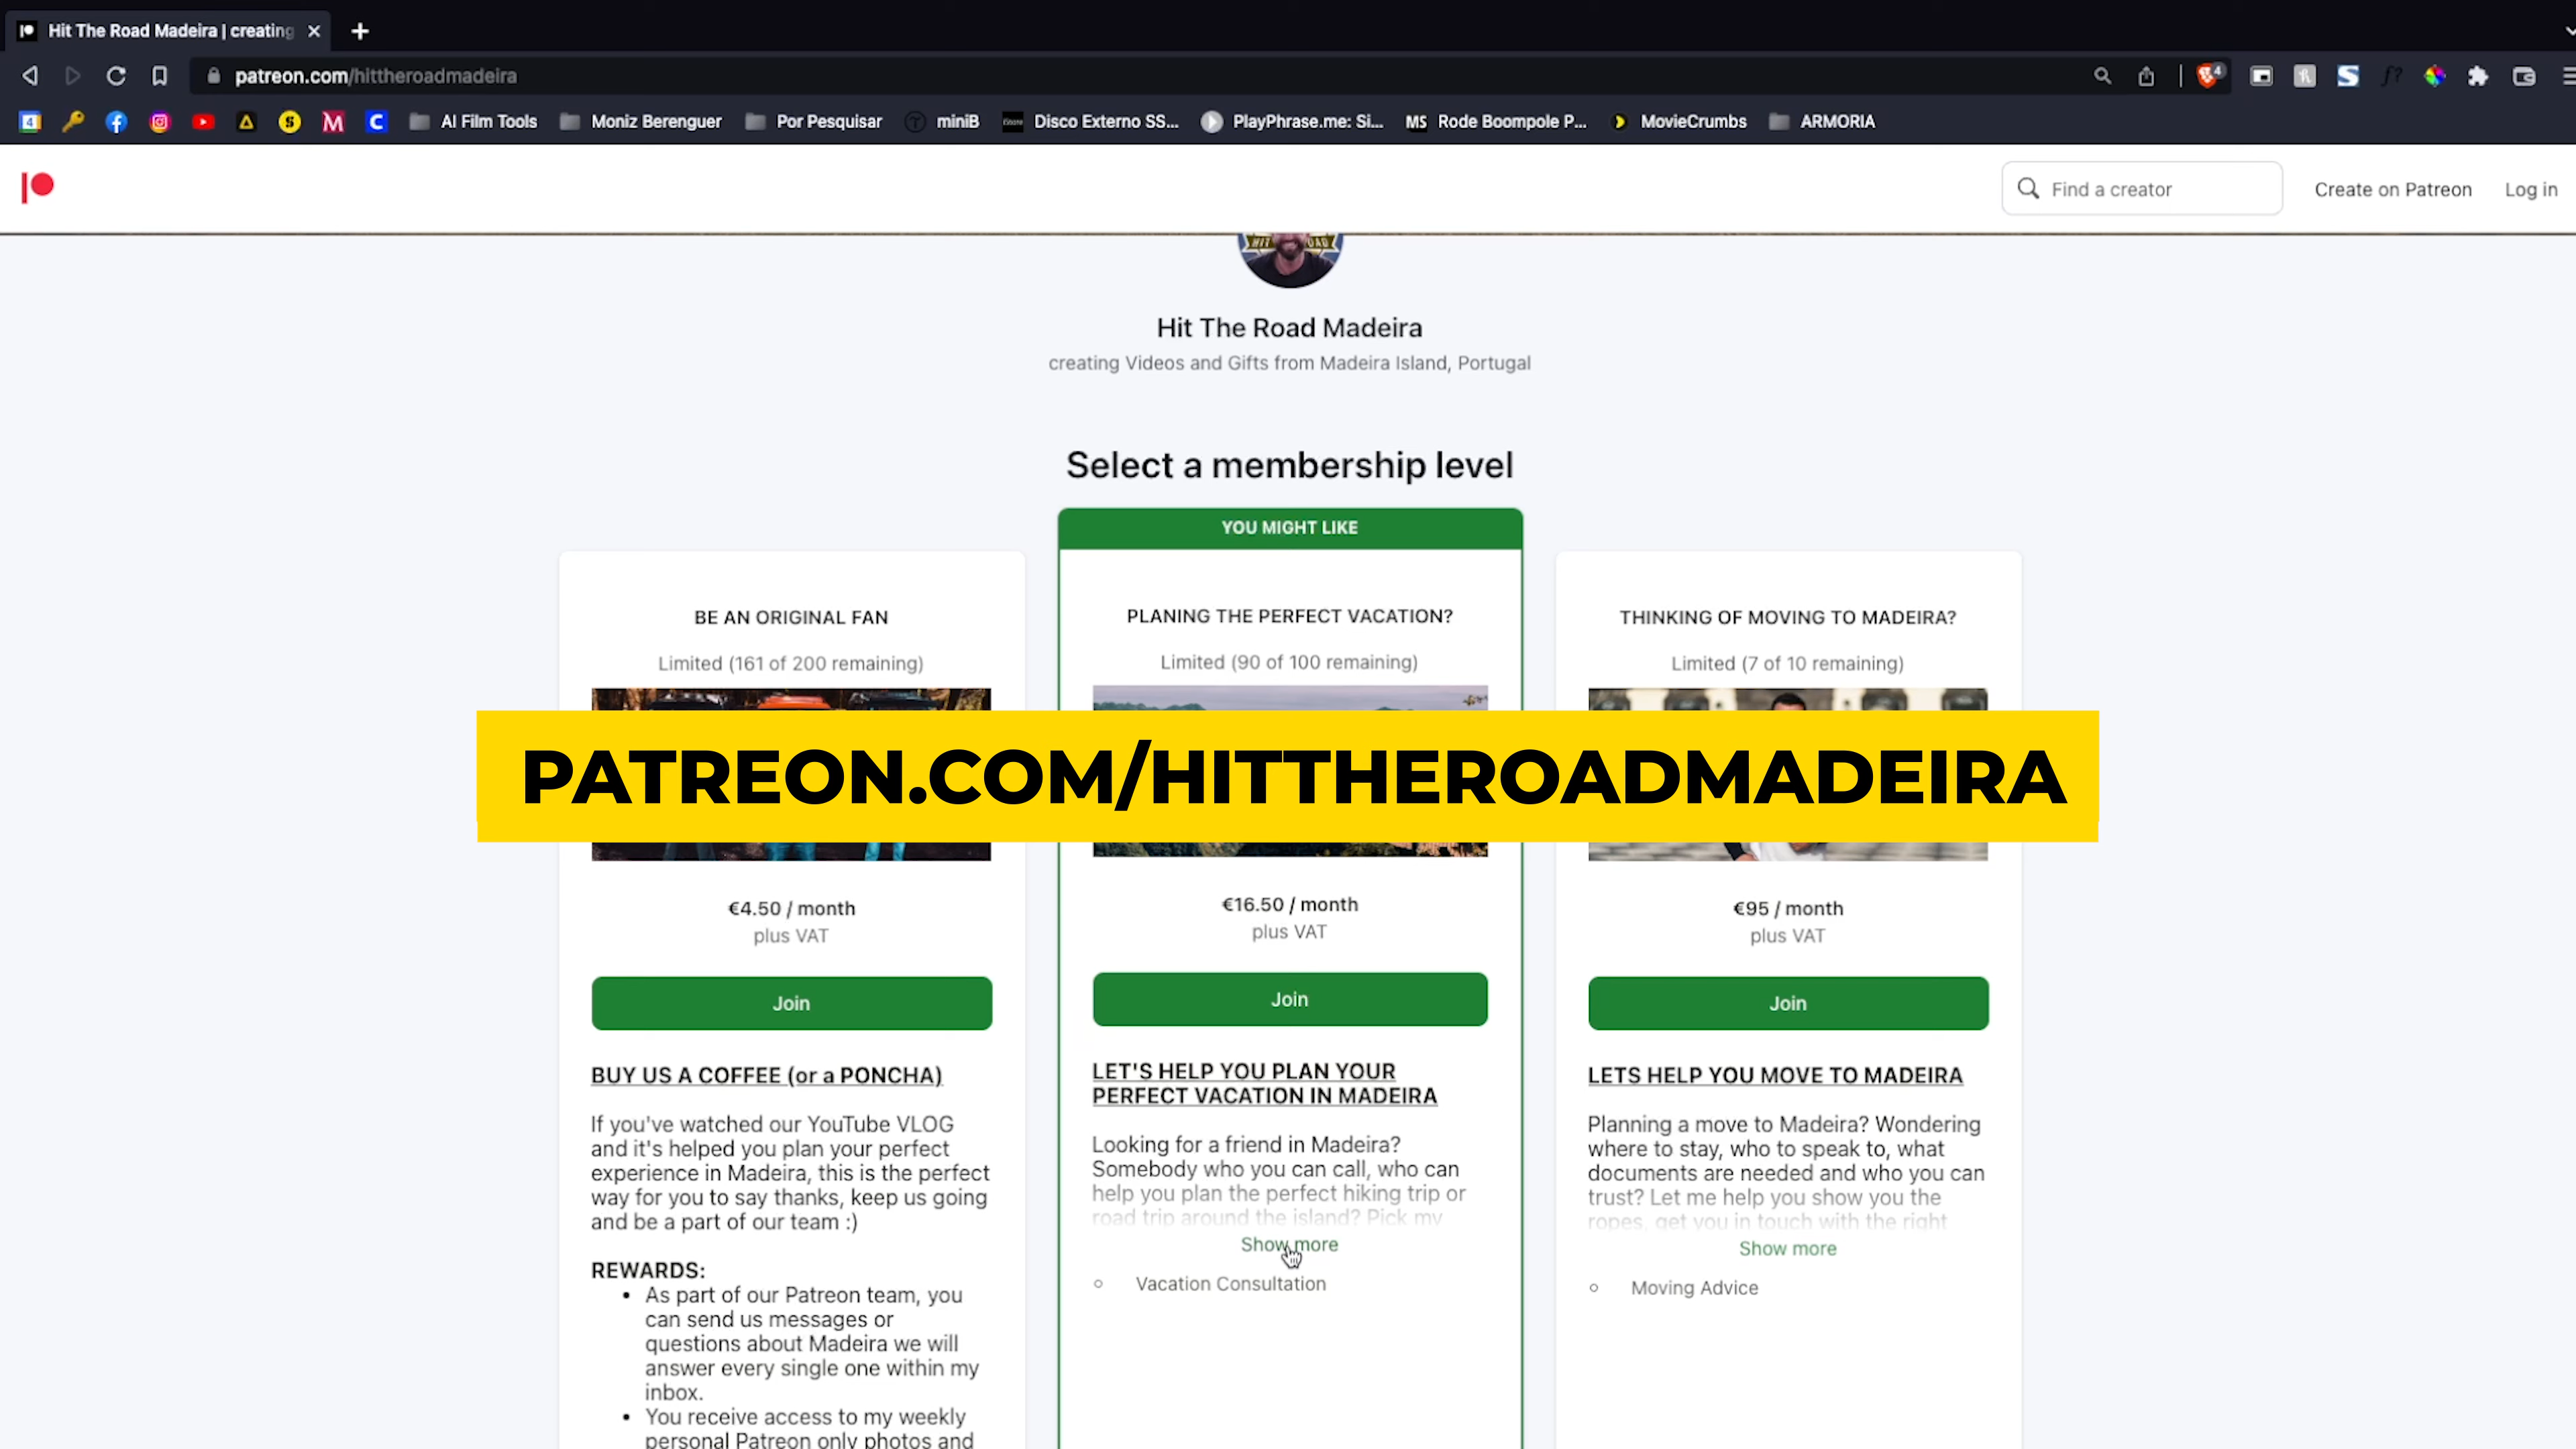 Hit The Road Madeira | creating
patreon.com/hittheroadmadeira
4
4
AI Film Tools
Moniz Berenguer
Por Pesquisar
miniB
Disco Externo SS...
PlayPhrase.me: Si...
MS Rode Boompole P...
MovieCrumbs
ARMORIA
Find a creator
Create on Patreon
Log in
Hit The Road Madeira
creating Videos and Gifts from Madeira Island, Portugal
Select a membership level
YOU MIGHT LIKE
BE AN ORIGINAL FAN
Limited (161 of 200 remaining)
PLANING THE PERFECT VACATION?
Limited (90 of 100 remaining)
THINKING OF MOVING TO MADEIRA?
Limited (7 of 10 remaining)
PATREON.COM/HITTHEROADMADEIRA
€4.50 / month
plus VAT
Join
BUY US A COFFEE (or a PONCHA)
If you've watched our YouTube VLOG
and it's helped you plan your perfect
experience in Madeira, this is the perfect
way for you to say thanks, keep us going
and be a part of our team :)
REWARDS:
• As part of our Patreon team, you
can send us messages or
questions about Madeira we will
answer every single one within my
inbox.
• You receive access to my weekly
personal Patreon only photos and
€16.50 / month
plus VAT
Join
LET'S HELP YOU PLAN YOUR
PERFECT VACATION IN MADEIRA
Looking for a friend in Madeira?
Somebody who you can call, who can
help you plan the perfect hiking trip or
road trip around the island? Pick my
Show more
Vacation Consultation
€95 / month
plus VAT
Join
LETS HELP YOU MOVE TO MADEIRA
Planning a move to Madeira? Wondering
where to stay, who to speak to, what
documents are needed and who you can
trust? Let me help you show you the
ropes, get you in touch with the right
Show more
Moving Advice